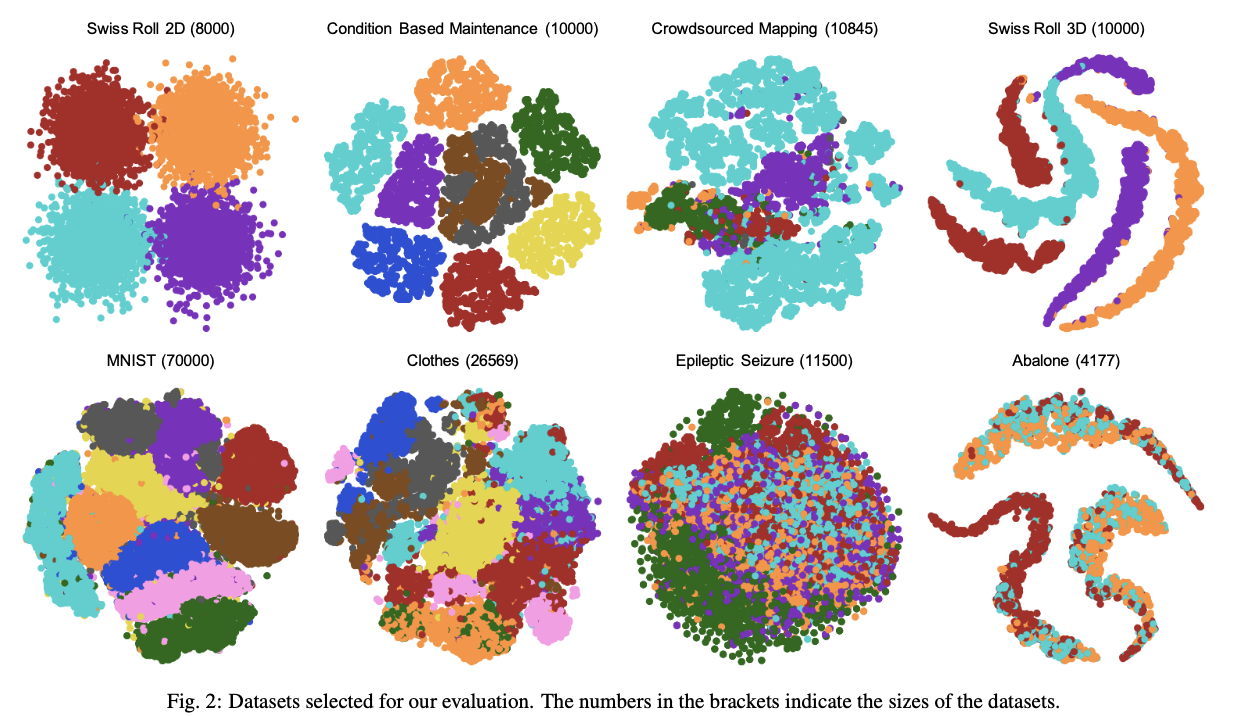 Swiss Roll 2D (8000)
Condition Based Maintenance (10000)
Crowdsourced Mapping (10845)
Swiss Roll 3D (10000)
MNIST (70000)
Clothes (26569)
Epileptic Seizure (11500)
Abalone (4177)
Fig. 2: Datasets selected for our evaluation. The numbers in the brackets indicate the sizes of the datasets.